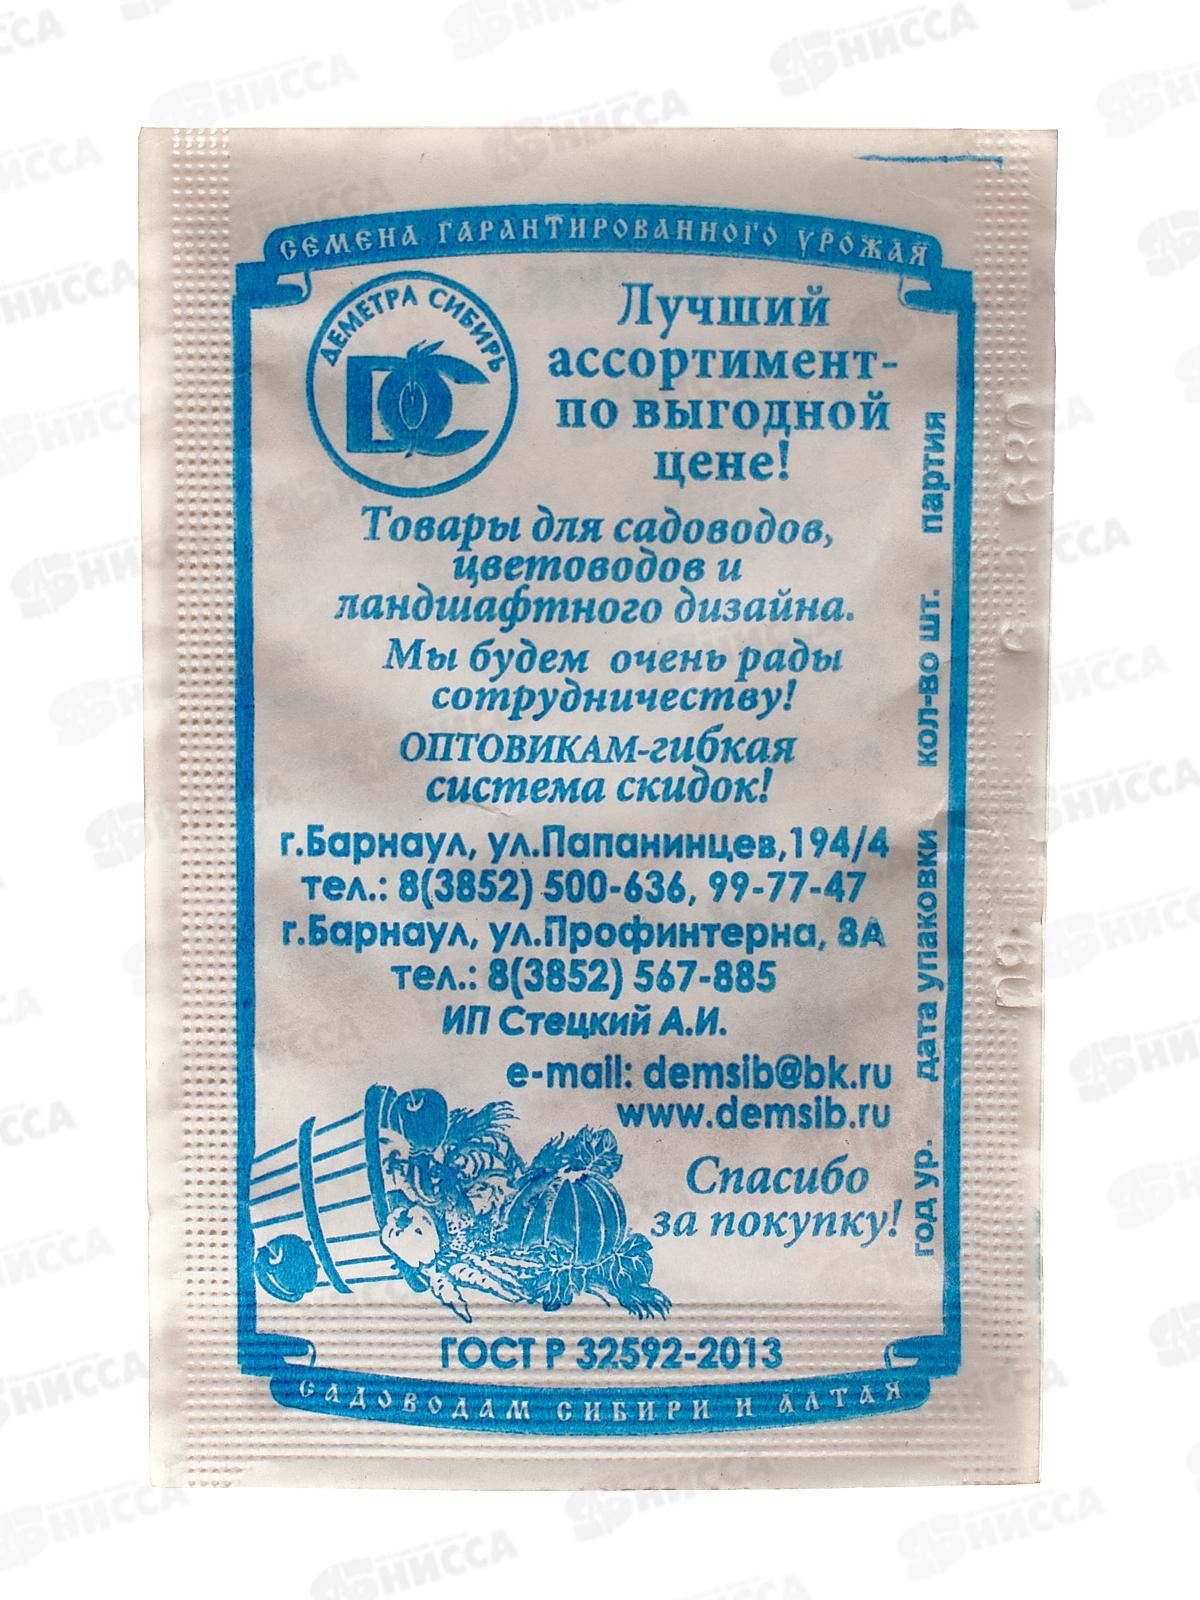 СЕМЕНА ГАРАНТИРОВАННОГО УРОЖАЯ
ДЕМЕТРА СИБИРЬ
DC
Лучший
ассортимент-
по выгодной
цене!
Товары для садоводов,
цветоводов и
ландшафтного дизайна.
Мы будем очень рады
сотрудничеству!
ОПТОВИКАМ-гибкая
система скидок!
г.Барнаул, ул.Папанинцев,194/4
тел.: 8(3852) 500-636, 99-77-47
г.Барнаул, ул.Профинтерна, 8А
тел.: 8(3852) 567-885
ИП Стецкий А.И.
e-mail: demsib@bk.ru
www.demsib.ru
Спасибо
за покупку!
год ур. дата упаковки кол-во шт. партия
ГОСТ Р 32592-2013
САДОВОДАМ СИБИРИ И АЛТАЯ
НИССА